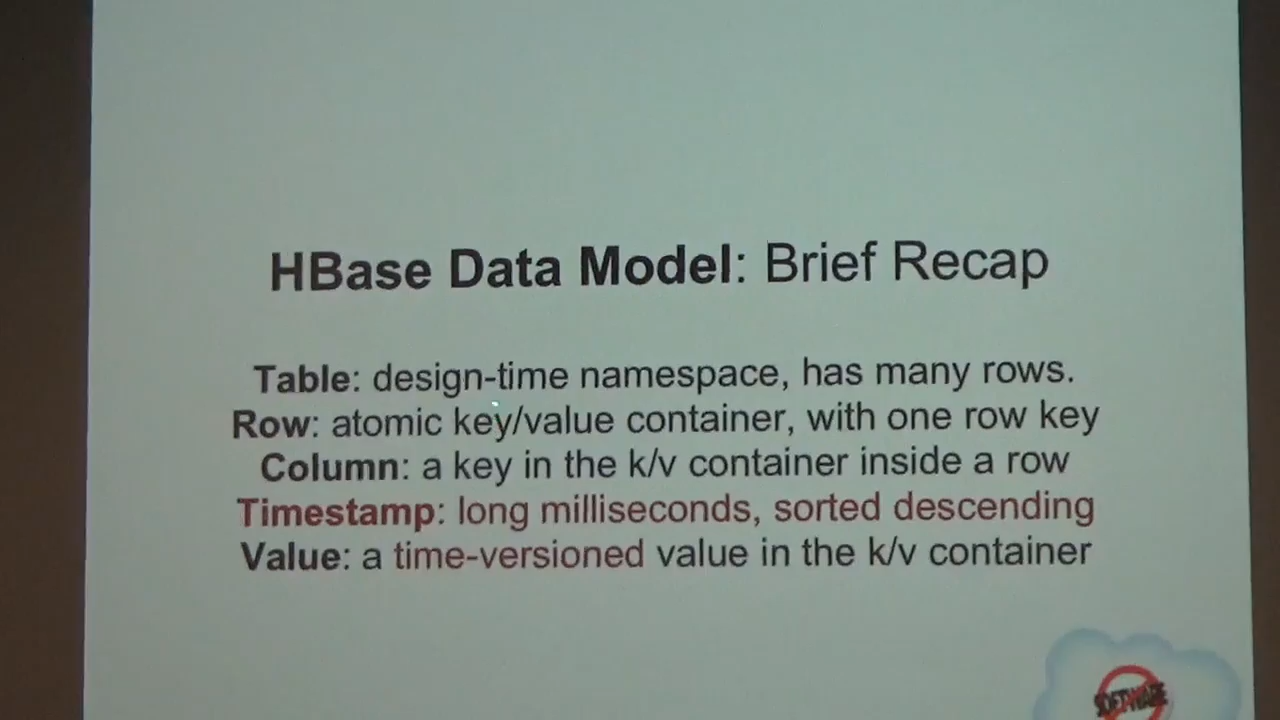 HBase Data Model: Brief Recap
Table: design-time namespace, has many rows.
Row: atomic key/value container, with one row key
Column: a key in the k/v container inside a row
Timestamp: long milliseconds, sorted descending
Value: a time-versioned value in the k/v container
SOFTWARE